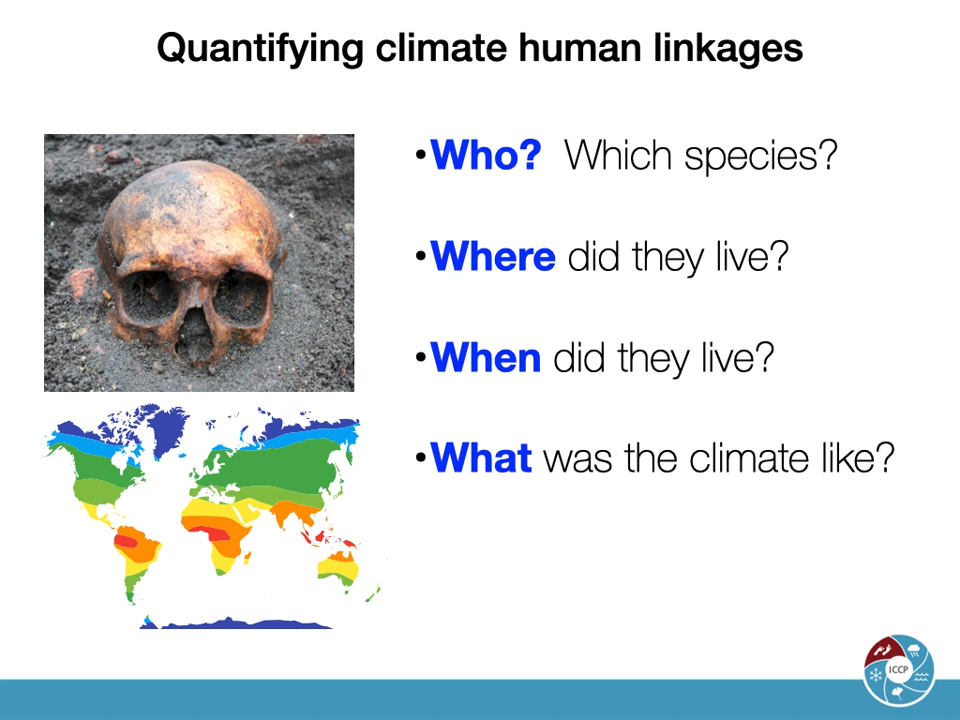 Quantifying climate human linkages
•Who? Which species?
•Where did they live?
•When did they live?
•What was the climate like?
ICCP